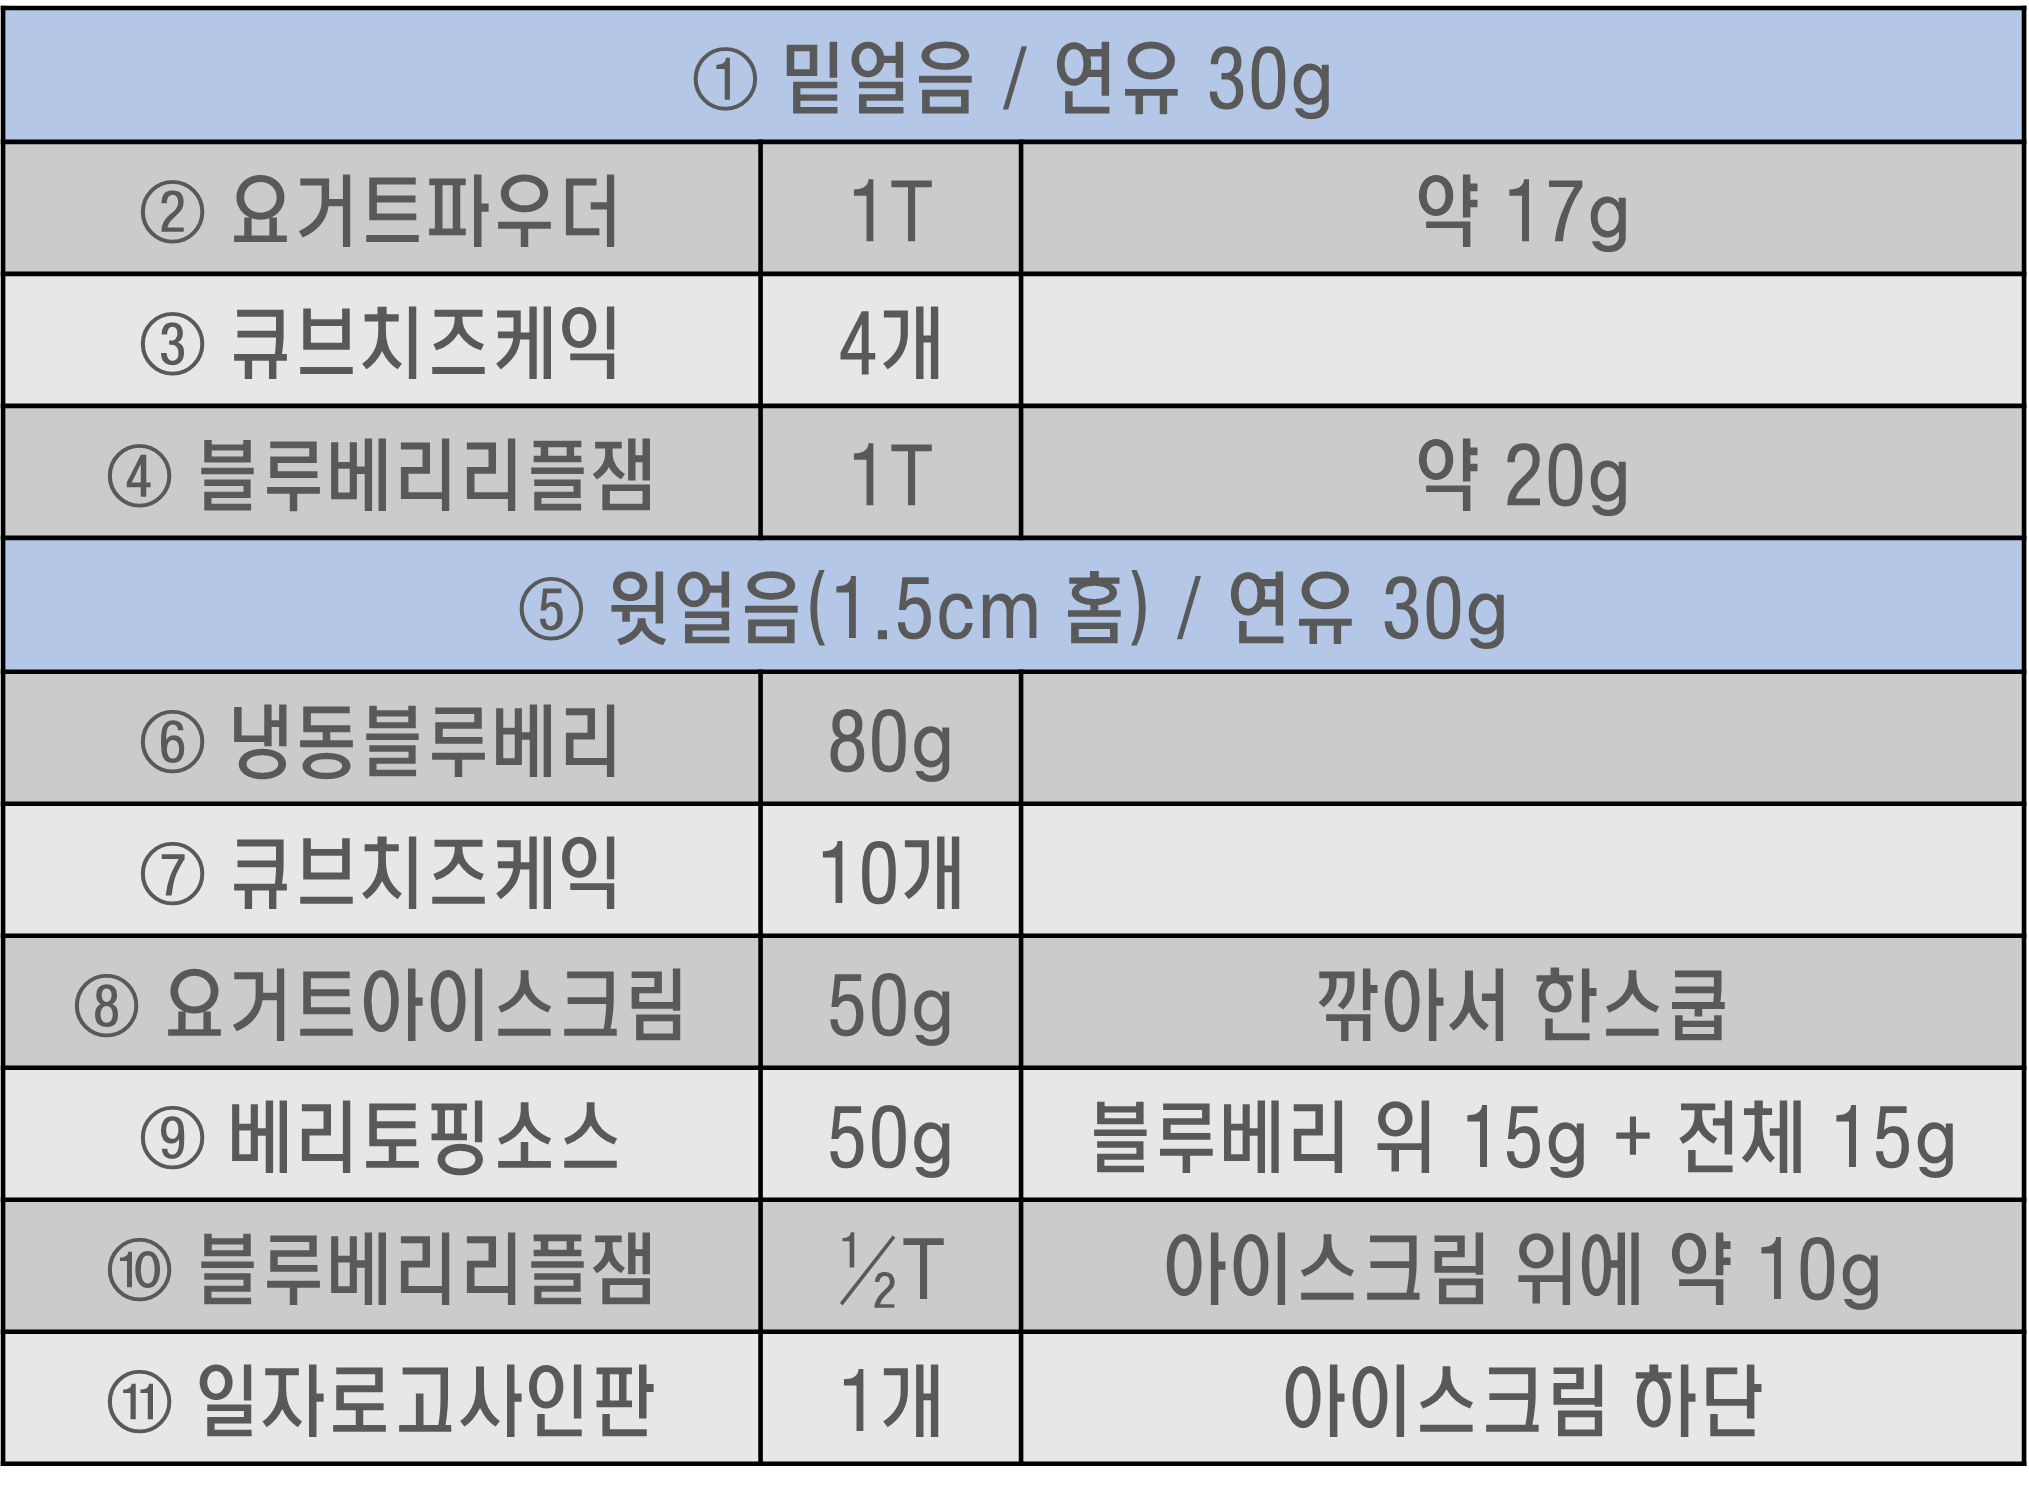 ① 밑얼음 / 연유 30g
② 요거트파우더 1T 약 17g
③ 큐브치즈케익 4개
④ 블루베리리플잼 1T 약 20g
⑤ 윗얼음(1.5cm 홈) / 연유 30g
⑥ 냉동블루베리 80g
⑦ 큐브치즈케익 10개
⑧ 요거트아이스크림 50g 깎아서 한스쿱
⑨ 베리토핑소스 50g 블루베리 위 15g + 전체 15g
⑩ 블루베리리플잼 ½T 아이스크림 위에 약 10g
⑪ 일자로고사인판 1개 아이스크림 하단